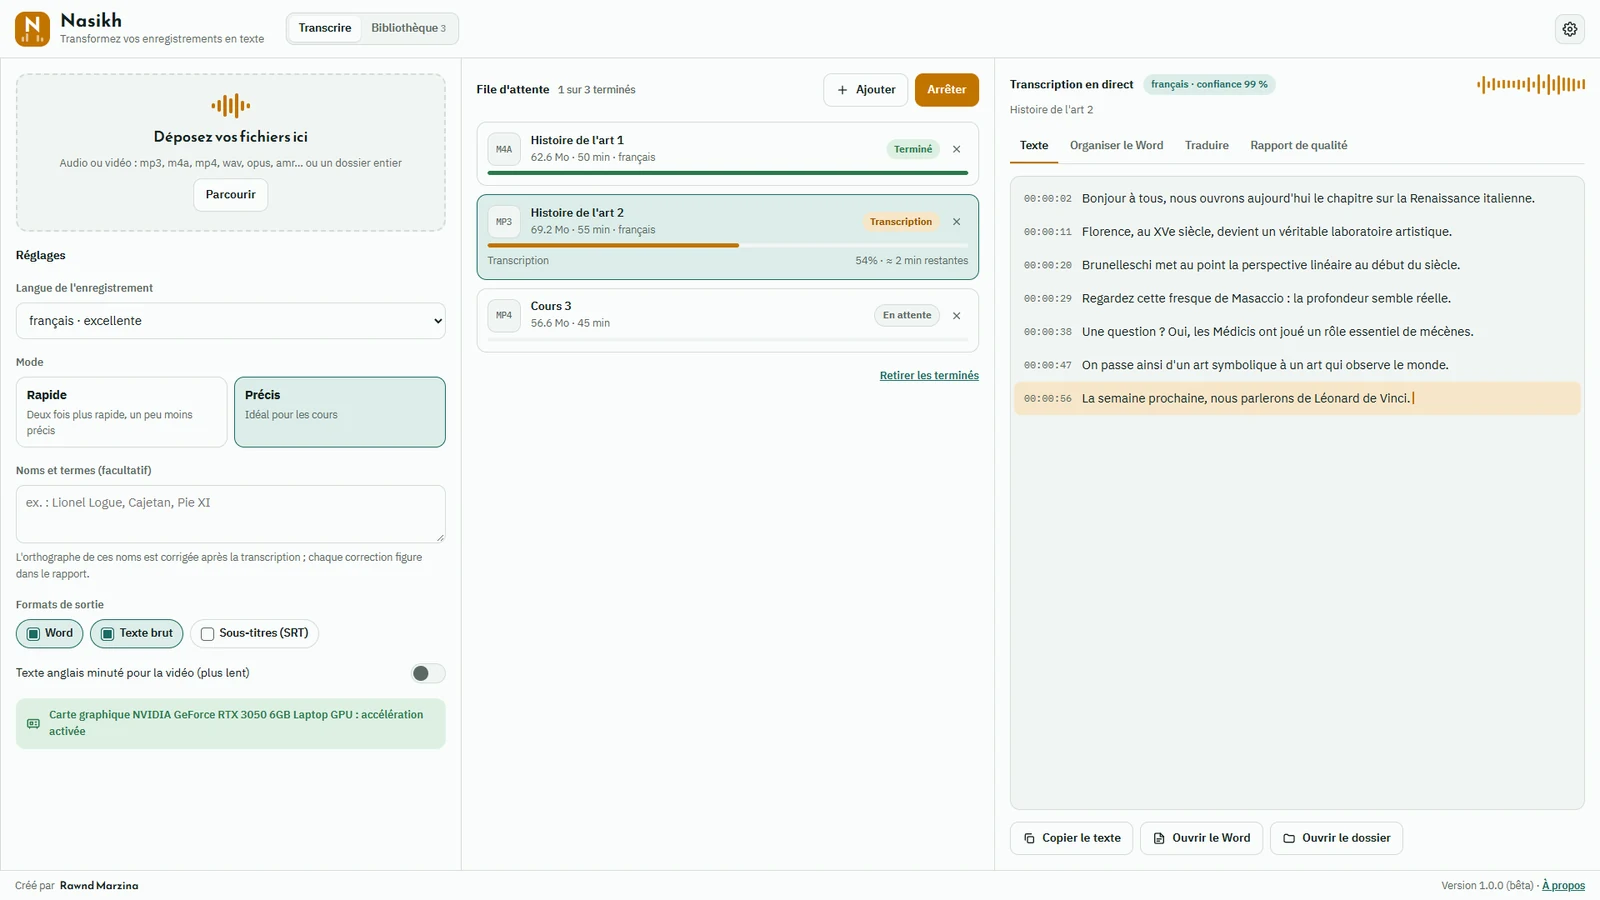 Nasikh
Transformez vos enregistrements en texte
Transcrire
Bibliothèque 3
Déposez vos fichiers ici
Audio ou vidéo : mp3, m4a, mp4, wav, opus, amr... ou un dossier entier
Parcourir
Réglages
Langue de l'enregistrement
français · excellente
Mode
Rapide
Deux fois plus rapide, un peu moins
précis
Précis
Idéal pour les cours
Noms et termes (facultatif)
ex. : Lionel Logue, Cajetan, Pie XI
L'orthographe de ces noms est corrigée après la transcription ; chaque correction figure
dans le rapport.
Formats de sortie
Word
Texte brut
Sous-titres (SRT)
Texte anglais minuté pour la vidéo (plus lent)
Carte graphique NVIDIA GeForce RTX 3050 6GB Laptop GPU : accélération
activée
File d'attente 1 sur 3 terminés
Ajouter
Arrêter
M4A
Histoire de l'art 1
62.6 Mo · 50 min · français
Terminé
MP3
Histoire de l'art 2
69.2 Mo · 55 min · français
Transcription
Transcription
54% · ≈ 2 min restantes
MP4
Cours 3
56.6 Mo · 45 min
En attente
Retirer les terminés
Transcription en direct français · confiance 99 %
Histoire de l'art 2
Texte
Organiser le Word
Traduire
Rapport de qualité
00:00:02 Bonjour à tous, nous ouvrons aujourd'hui le chapitre sur la Renaissance italienne.
00:00:11 Florence, au XVe siècle, devient un véritable laboratoire artistique.
00:00:20 Brunelleschi met au point la perspective linéaire au début du siècle.
00:00:29 Regardez cette fresque de Masaccio : la profondeur semble réelle.
00:00:38 Une question ? Oui, les Médicis ont joué un rôle essentiel de mécènes.
00:00:47 On passe ainsi d'un art symbolique à un art qui observe le monde.
00:00:56 La semaine prochaine, nous parlerons de Léonard de Vinci.
Copier le texte
Ouvrir le Word
Ouvrir le dossier
Créé par Rawnd Marzina
Version 1.0.0 (bêta) · À propos